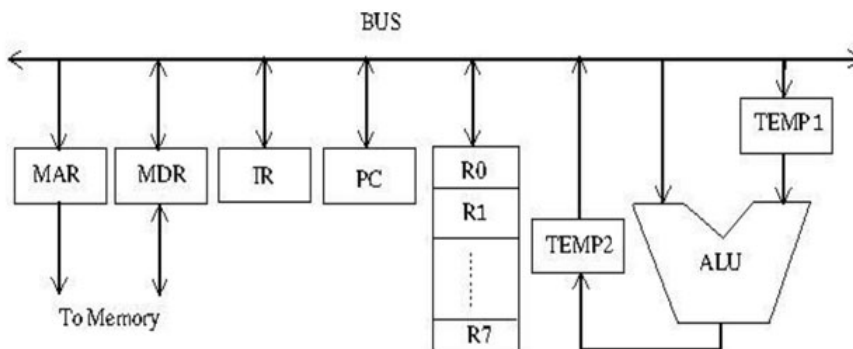 BUS
TEMP1
MAR
MDR
IR
PC
R0
R1
TEMP2
ALU
To Memory
R7